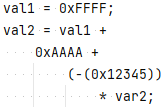 val1 = 0xFFFF;
val2 = val1 +
    0xAAAA +
        (-(0x12345))
            * var2;